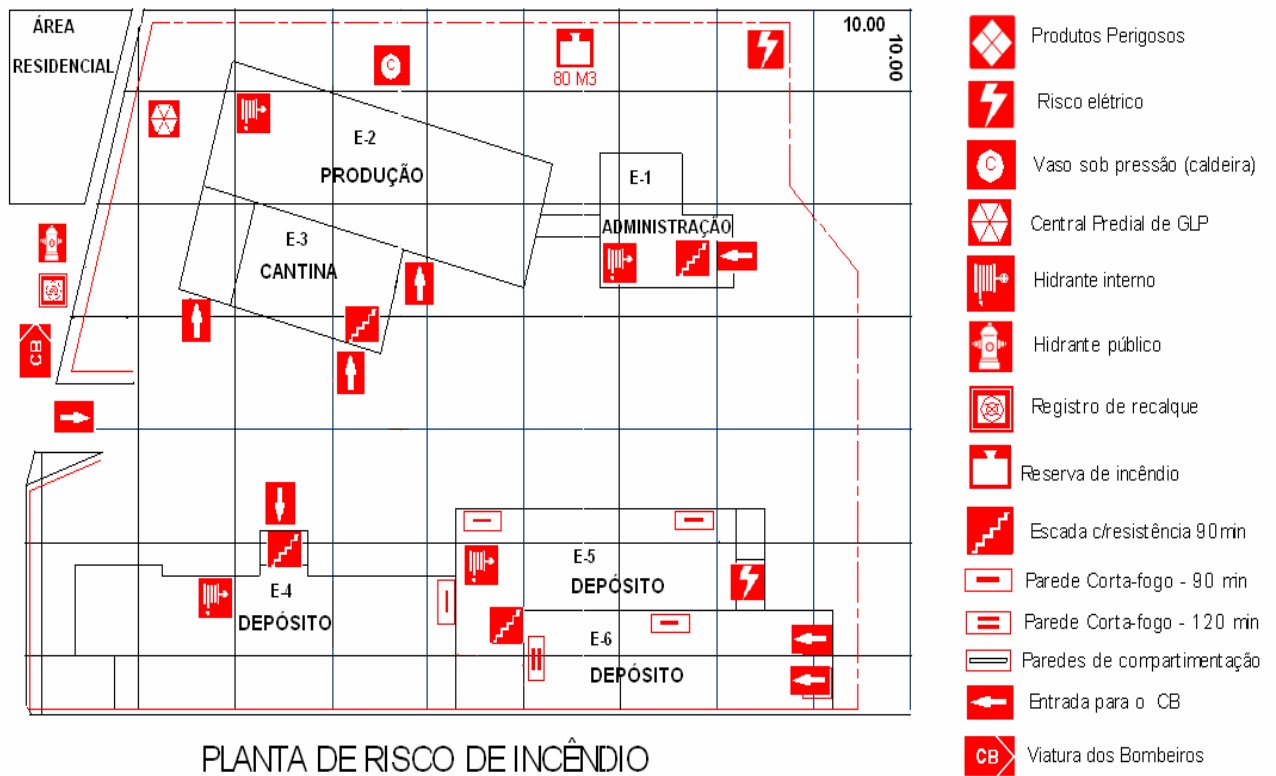 ÁREA
RESIDENCIAL
10.00
10.00
C
80 M3
E-2
PRODUÇÃO
E-1
ADMINISTRAÇÃO
E-3
CANTINA
CB
E-4
DEPÓSITO
E-5
DEPÓSITO
E-6
DEPÓSITO
PLANTA DE RISCO DE INCÊNDIO
Produtos Perigosos
Risco elétrico
C
Vaso sob pressão (caldeira)
Central Predial de GLP
Hidrante interno
Hidrante público
Registro de recalque
Reserva de incêndio
Escada c/resistência 90min
Parede Corta-fogo - 90 min
Parede Corta-fogo - 120 min
Paredes de compartimentação
Entrada para o CB
CB
Viatura dos Bombeiros